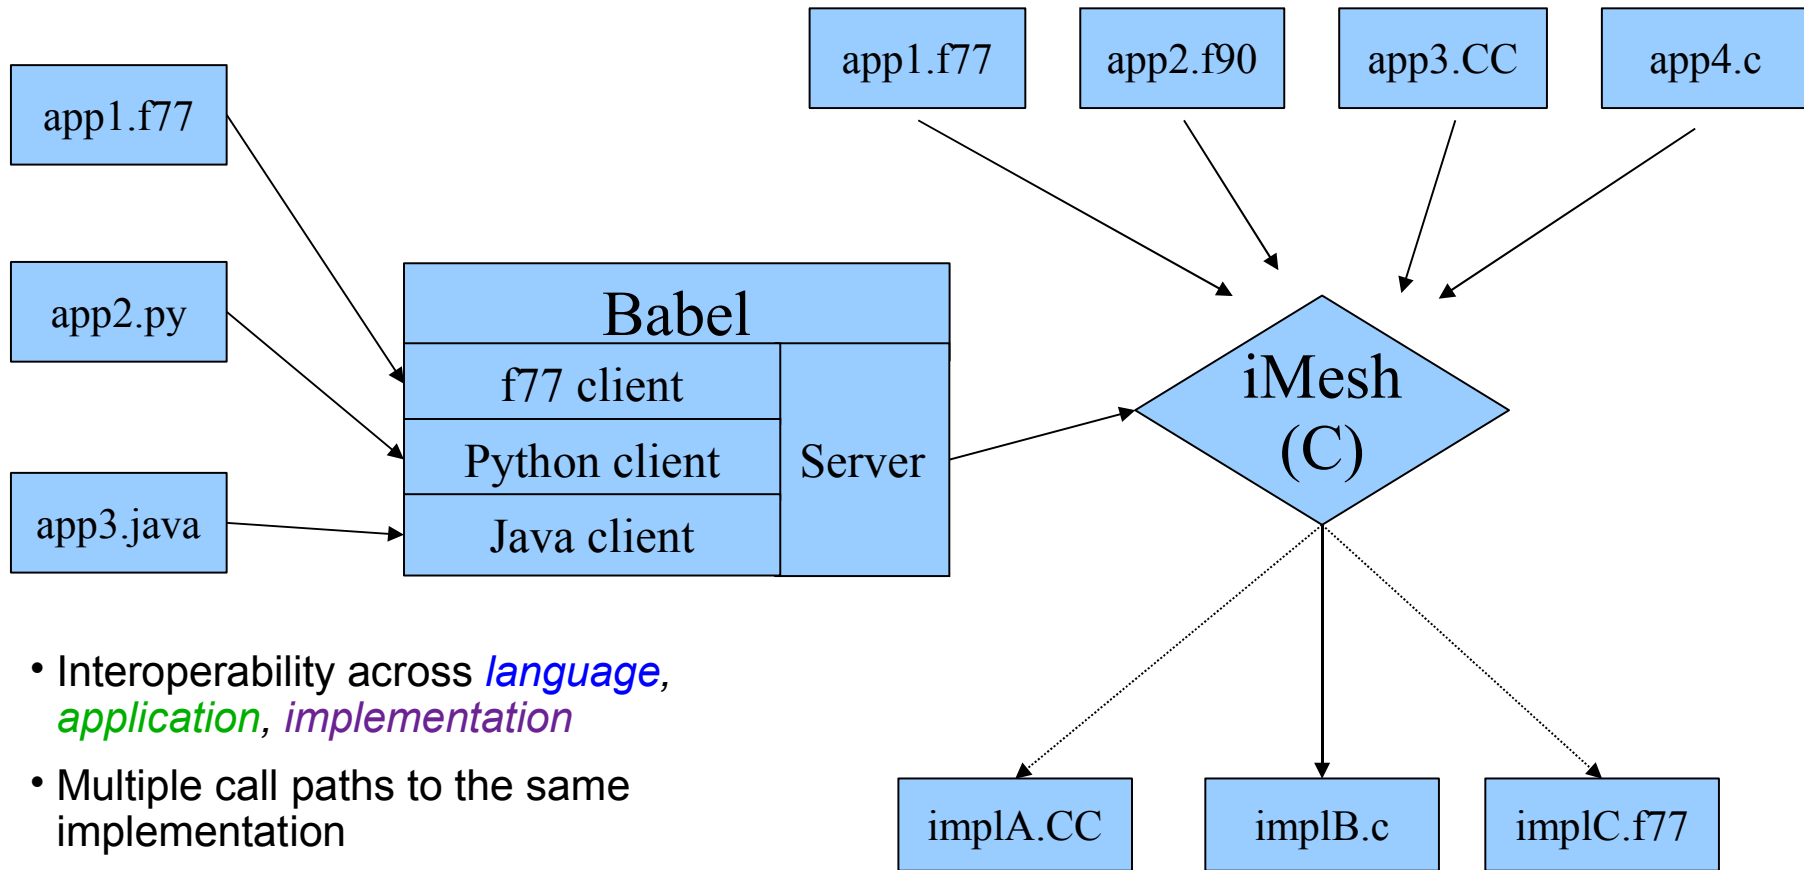 app1.f77
app2.f90
app3.CC
app4.c
app1.f77
app2.py
app3.java
Babel
f77 client
Python client
Java client
Server
iMesh
(C)
• Interoperability across language,
application, implementation
• Multiple call paths to the same
implementation
implA.CC
implB.c
implC.f77